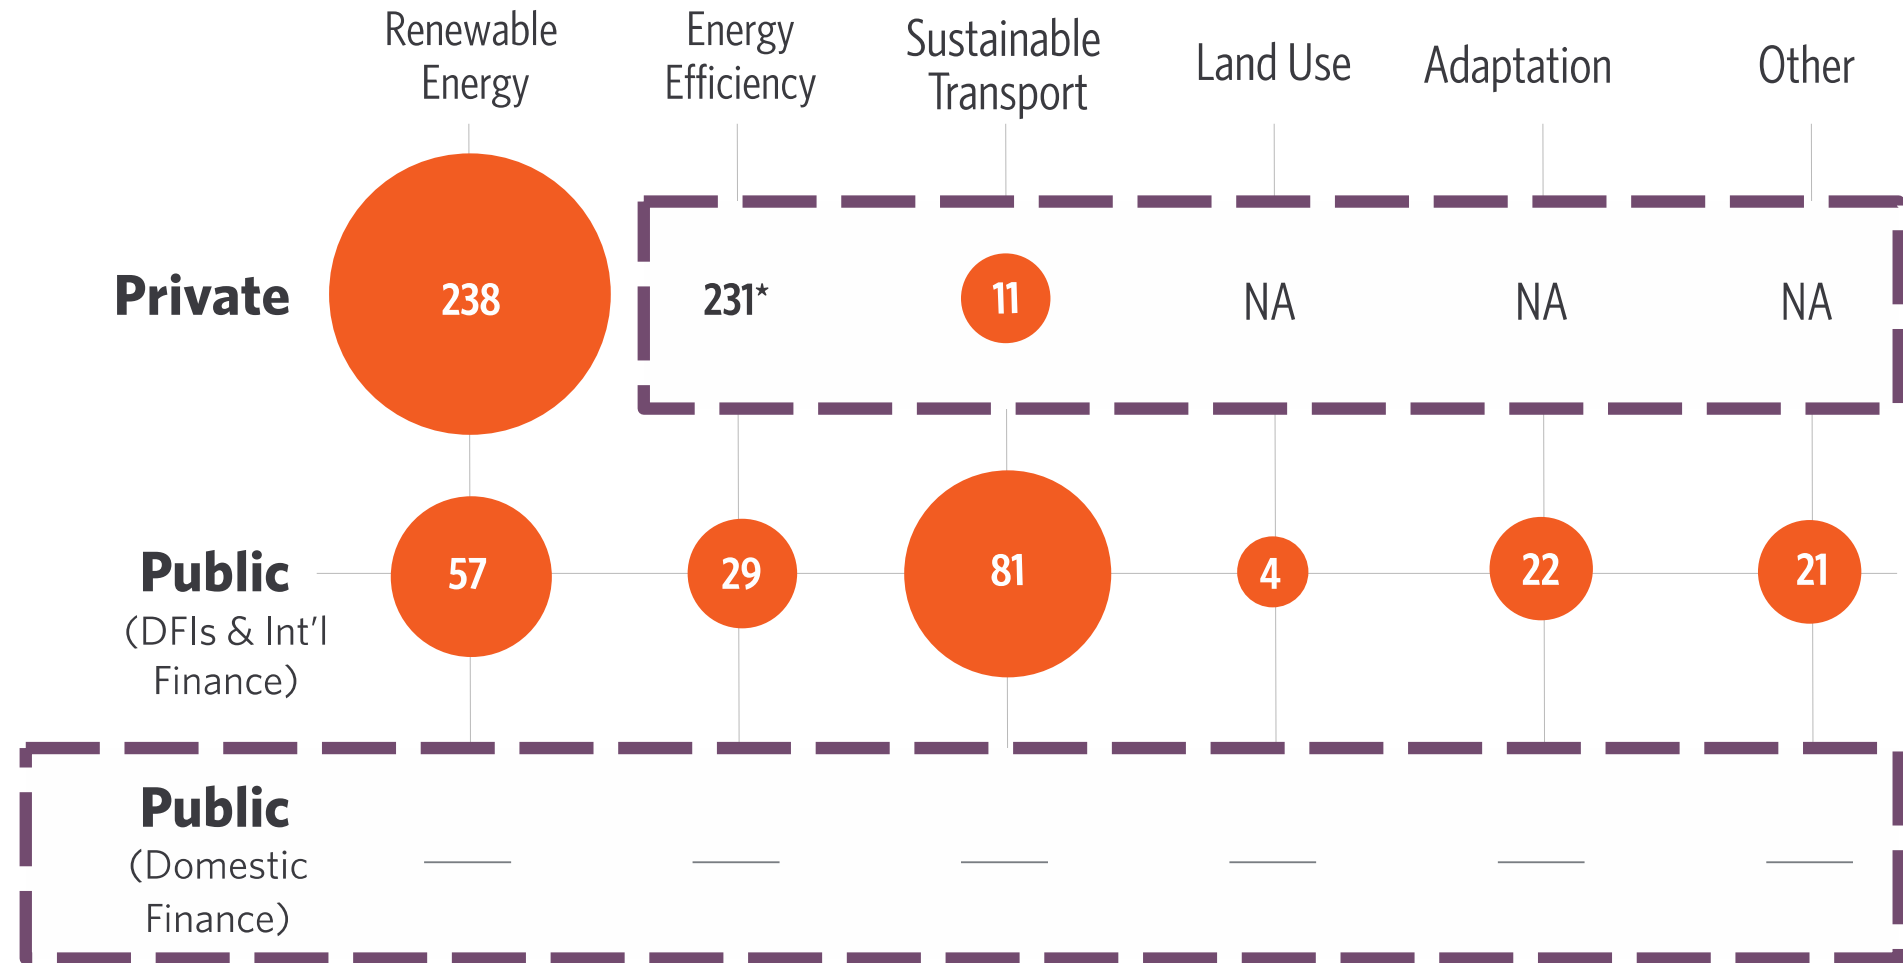 Renewable
Energy
Energy
Efficiency
Sustainable
Transport
Land Use
Adaptation
Other
Private
238
231*
11
NA
NA
NA
Public
(DFIs & Int'l
Finance)
57
29
81
4
22
21
Public
(Domestic
Finance)